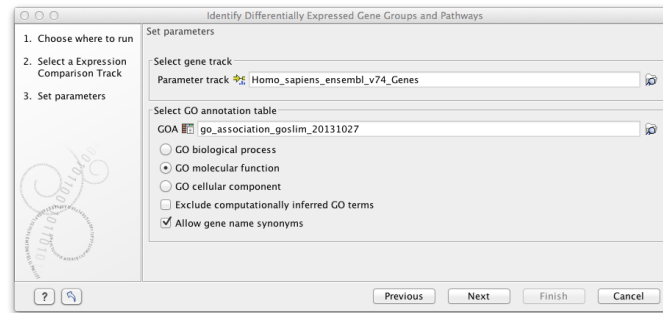 Identify Differentially Expressed Gene Groups and Pathways
1. Choose where to run
2. Select a Expression
Comparison Track
3. Set parameters
Set parameters
Select gene track
Parameter track Homo_sapiens_ensembl_v74_Genes
Select GO annotation table
GOA go_association_goslim_20131027
GO biological process
GO molecular function
GO cellular component
Exclude computationally inferred GO terms
Allow gene name synonyms
? Previous Next Finish Cancel